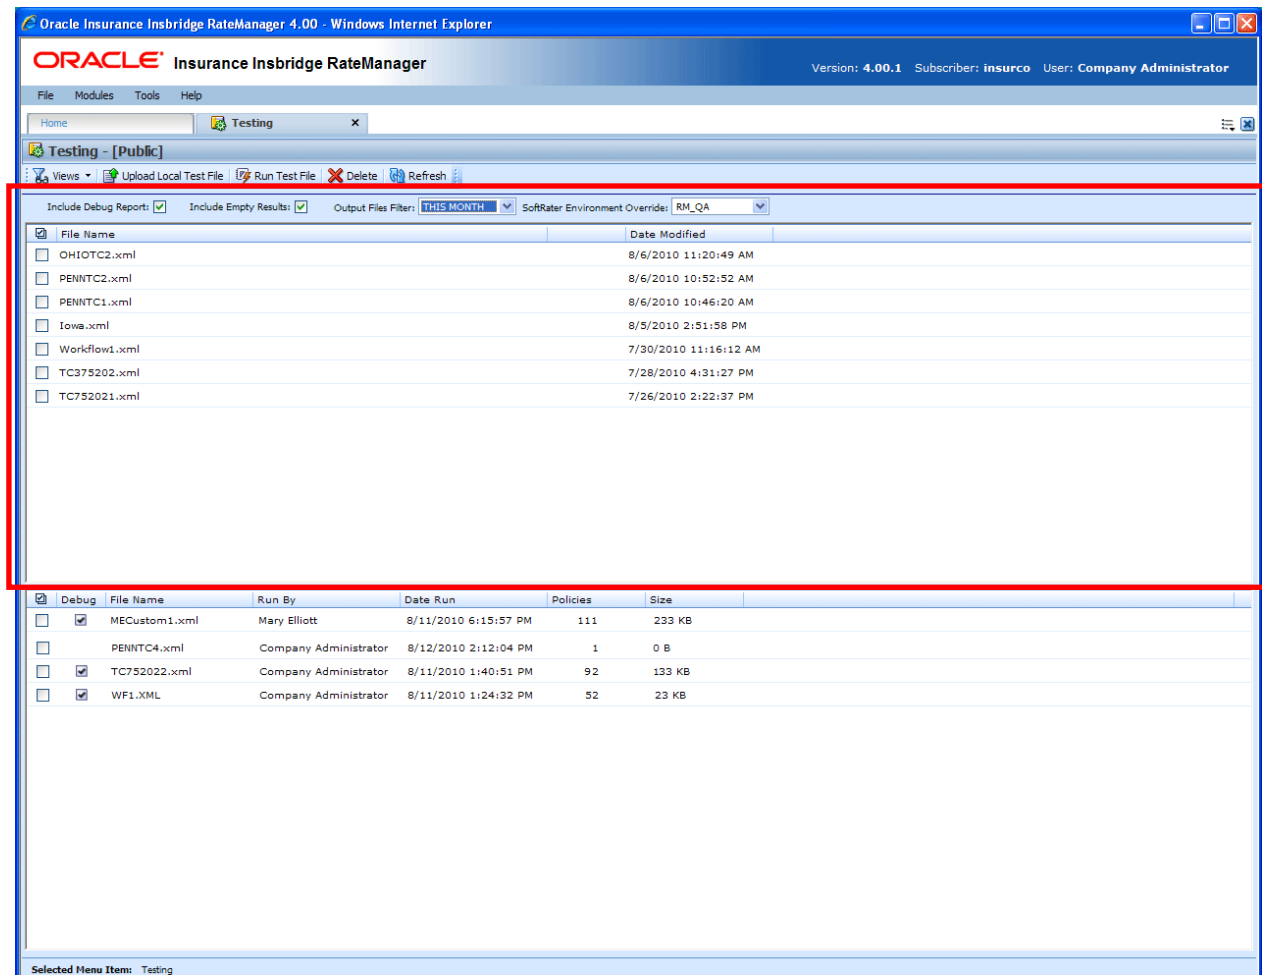 Oracle Insurance Insbridge RateManager 4.00 - Windows Internet Explorer
ORACLE Insurance Insbridge RateManager
Version: 4.00.1 Subscriber: insurco User: Company Administrator
File Modules Tools Help
Home Testing x
Testing - [Public]
Views Upload Local Test File Run Test File Delete Refresh
Include Debug Report: Include Empty Results: Output Files Filter: THIS MONTH SoftRater Environment Override: RM_QA
File Name Date Modified
OHIOTC2.xml 8/6/2010 11:20:49 AM
PENNTC2.xml 8/6/2010 10:52:52 AM
PENNTC1.xml 8/6/2010 10:46:20 AM
Iowa.xml 8/5/2010 2:51:58 PM
Workflow1.xml 7/30/2010 11:16:12 AM
TC375202.xml 7/28/2010 4:31:27 PM
TC752021.xml 7/26/2010 2:22:37 PM
Debug File Name Run By Date Run Policies Size
MECustom1.xml Mary Elliott 8/11/2010 6:15:57 PM 111 233 KB
PENNTC4.xml Company Administrator 8/12/2010 2:12:04 PM 1 0 B
TC752022.xml Company Administrator 8/11/2010 1:40:51 PM 92 133 KB
WF1.XML Company Administrator 8/11/2010 1:24:32 PM 52 23 KB
Selected Menu Item: Testing